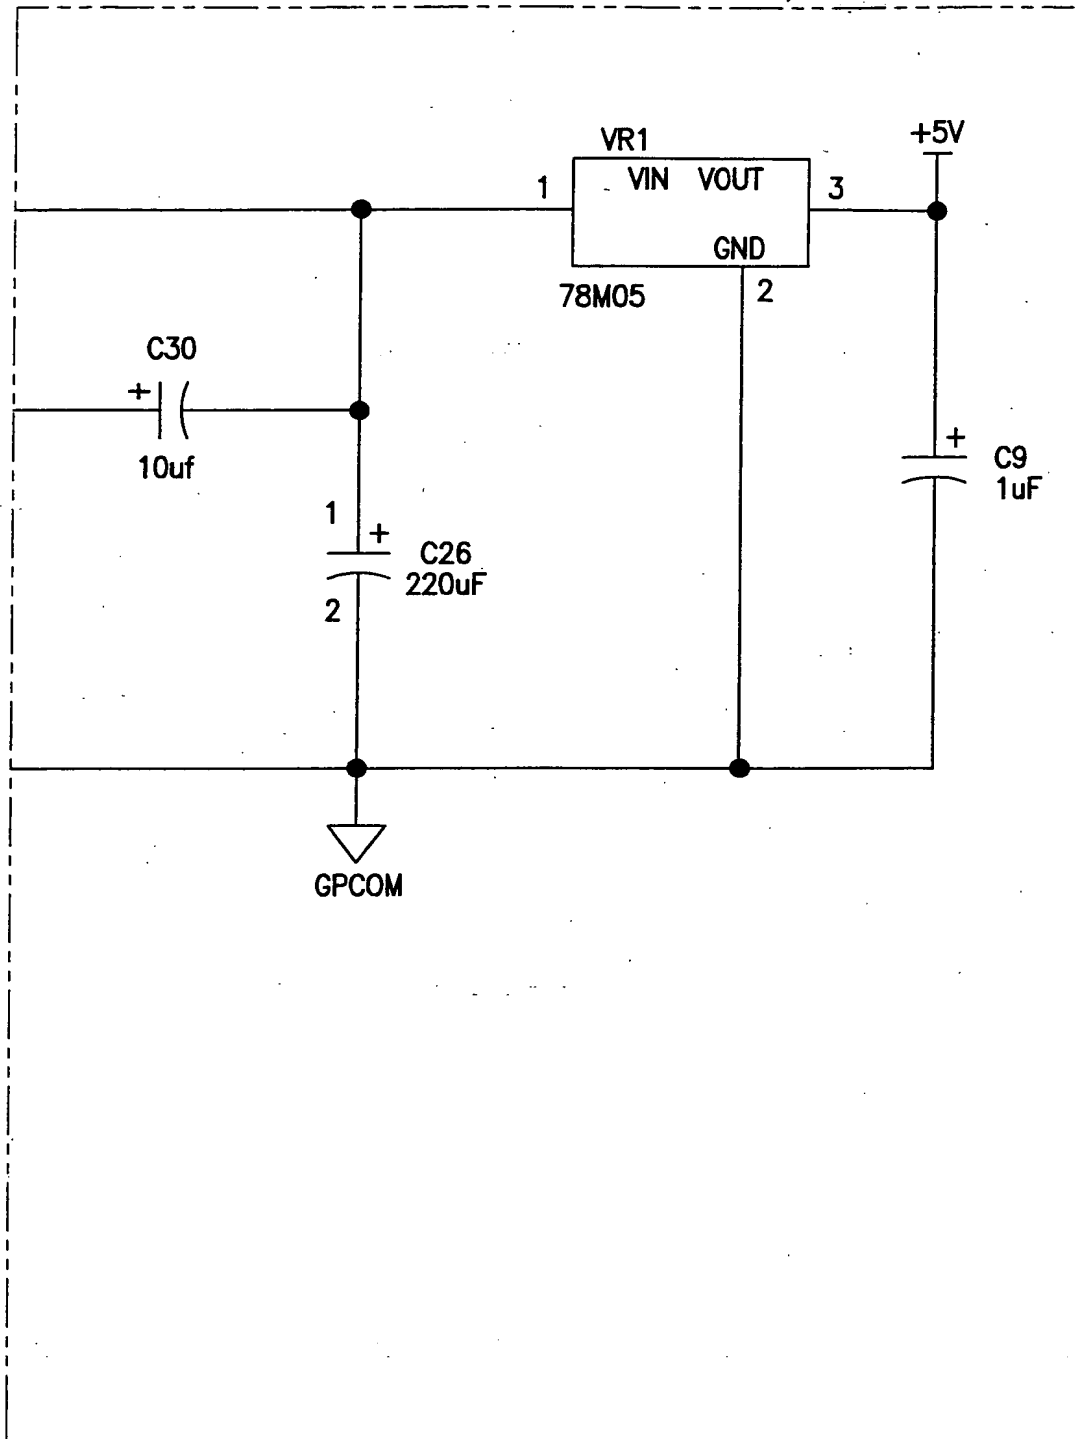 +5V
VR1
1
VIN VOUT
3
GND
78M05
2
C30
+
10uf
+
C9
1uF
1
+
C26
220uF
2
GPCOM